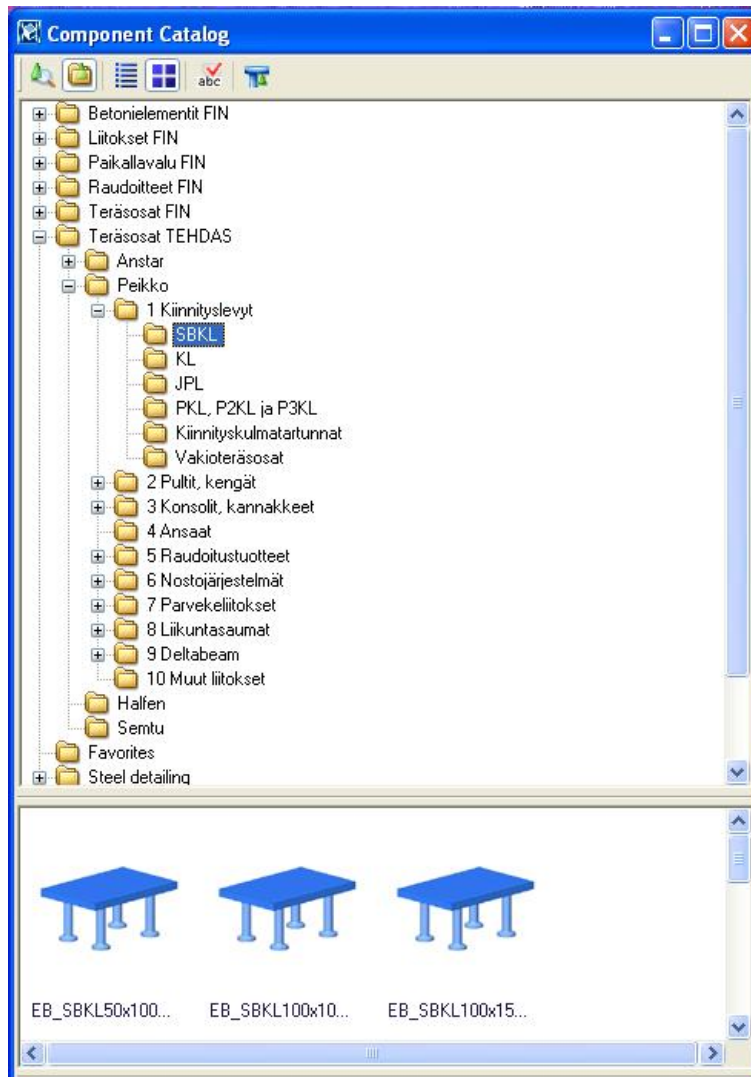 Component Catalog
abc
Betonielementit FIN
Liitokset FIN
Paikallavalu FIN
Raudoitteet FIN
Teräsosat FIN
Teräsosat TEHDAS
Anstar
Peikko
1 Kiinnityslevyt
SBKL
KL
JPL
PKL, P2KL ja P3KL
Kiinnityskulmatartunnat
Vakioteräsosat
2 Pultit, kengät
3 Konsolit, kannakkeet
4 Ansaat
5 Raudoitustuotteet
6 Nostojärjestelmät
7 Parvekeliitokset
8 Liikuntasaumat
9 Deltabeam
10 Muut liitokset
Halfen
Semtu
Favorites
Steel detailing
EB_SBKL50x100... EB_SBKL100x10... EB_SBKL100x15...